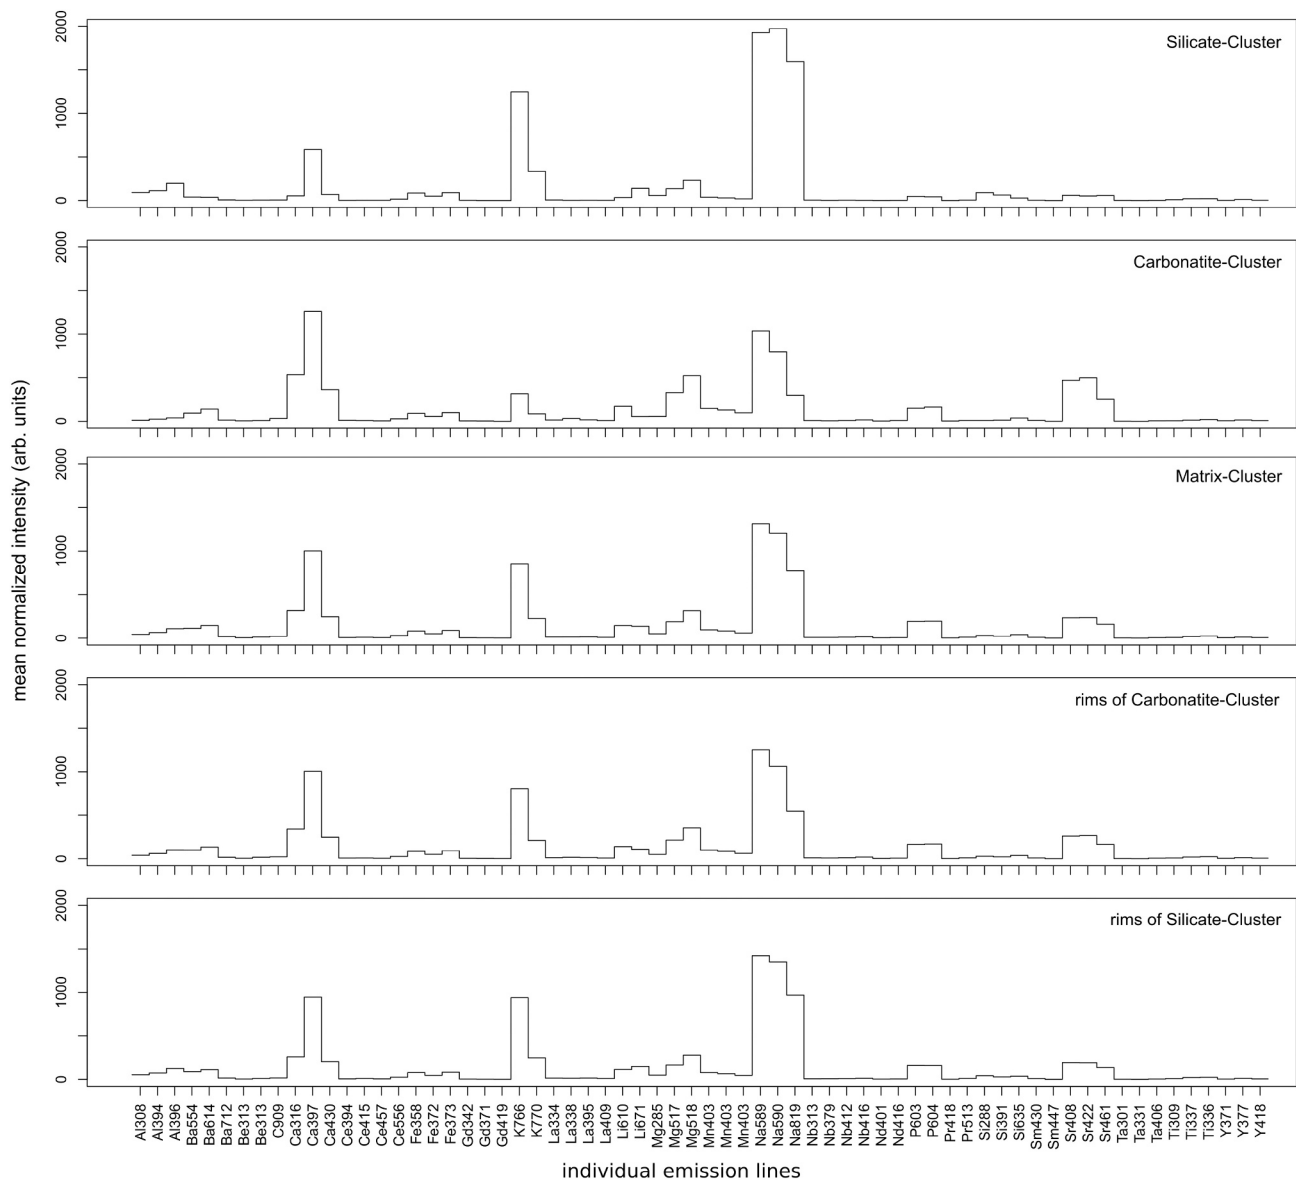 2000
1000
0
Silicate-Cluster
2000
1000
0
Carbonatite-Cluster
2000
1000
0
Matrix-Cluster
2000
1000
0
rims of Carbonatite-Cluster
2000
1000
0
rims of Silicate-Cluster
mean normalized intensity (arb. units)
Al308
Al394
Al396
Ba554
Ba614
Ba712
Be313
Be313
C909
Ca316
Ca397
Ca430
Ce394
Ce415
Ce457
Ce556
Fe358
Fe372
Fe373
Gd342
Gd371
Gd419
K766
K770
La334
La338
La395
La409
Li610
Li671
Mg285
Mg517
Mg518
Mn403
Mn403
Mn403
Na589
Na590
Na819
Nb313
Nb379
Nb412
Nb416
Nd401
Nd416
P603
P604
Pr418
Pr513
Si288
Si391
Si635
Sm430
Sm447
Sr408
Sr422
Sr461
Ta301
Ta331
Ta406
Ti309
Ti337
Ti336
Y371
Y377
Y418
individual emission lines